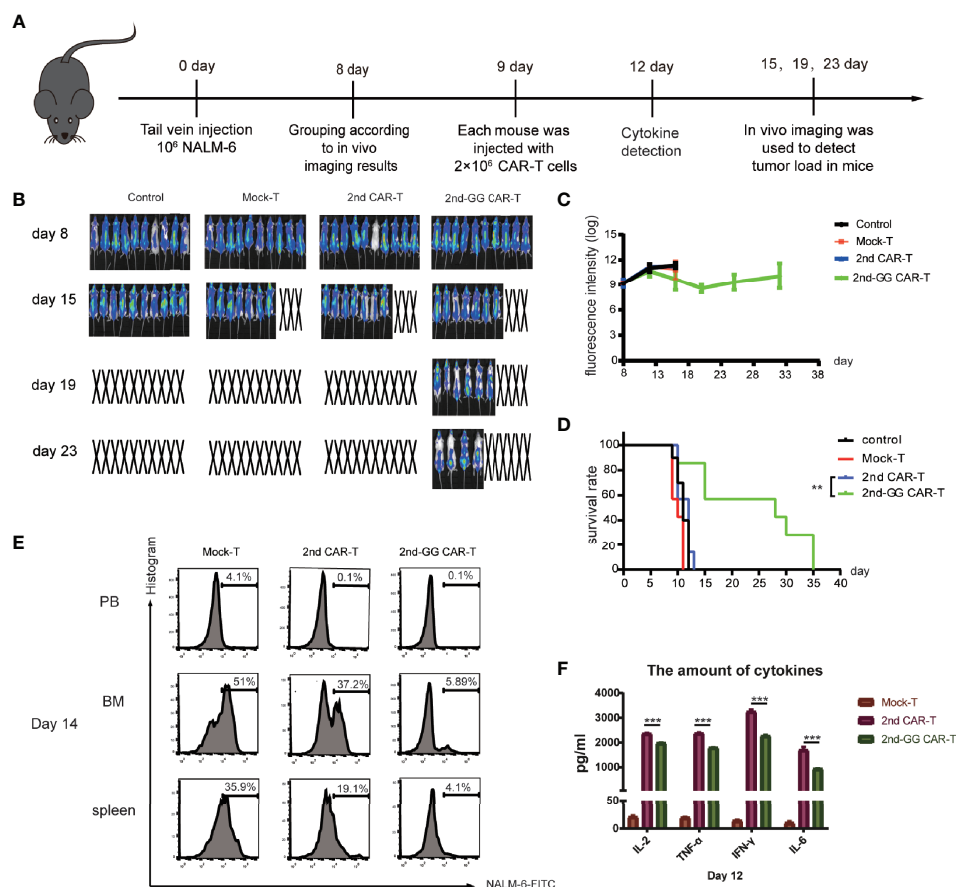 A
0 day
8 day
9 day
12 day
15, 19, 23 day
Tail vein injection
10⁶ NALM-6
Grouping according
to in vivo
imaging results
Each mouse was
injected with
2×10⁶ CAR-T cells
Cytokine
detection
In vivo imaging was
used to detect
tumor load in mice
B
Control
Mock-T
2nd CAR-T
2nd-GG CAR-T
day 8
day 15
day 19
day 23
C
fluorescence intensity (log)
15
12
9
6
3
0
8
13
18
23
28
33
38
day
Control
Mock-T
2nd CAR-T
2nd-GG CAR-T
D
survival rate
100
80
60
40
20
0
0
5
10
15
20
25
30
35
40
day
control
Mock-T
2nd CAR-T
2nd-GG CAR-T
**
E
Histogram
Mock-T
2nd CAR-T
2nd-GG CAR-T
Day 14
PB
4.1%
0.1%
0.1%
BM
51%
37.2%
5.89%
spleen
35.9%
19.1%
4.1%
NALM-6-FITC
F
The amount of cytokines
pg/ml
4000
3000
2000
1000
50
0
***
***
***
***
IL-2
TNF-α
IFN-γ
IL-6
Day 12
Mock-T
2nd CAR-T
2nd-GG CAR-T